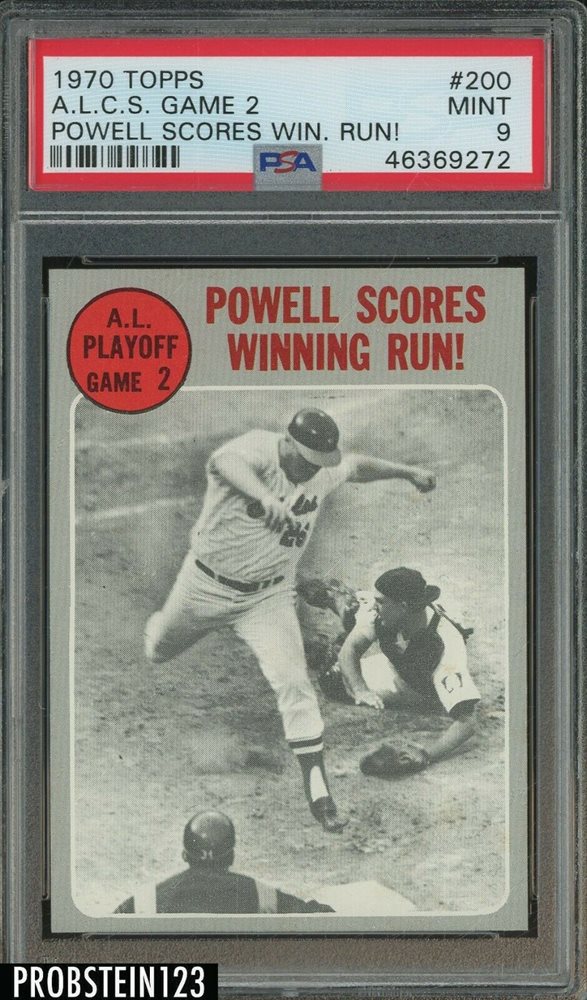 1970 TOPPS #200
A.L.C.S. GAME 2 MINT
POWELL SCORES WIN. RUN! 9
PSA 46369272
A.L.
PLAYOFF
GAME 2
POWELL SCORES
WINNING RUN!
26
PROBSTEIN123